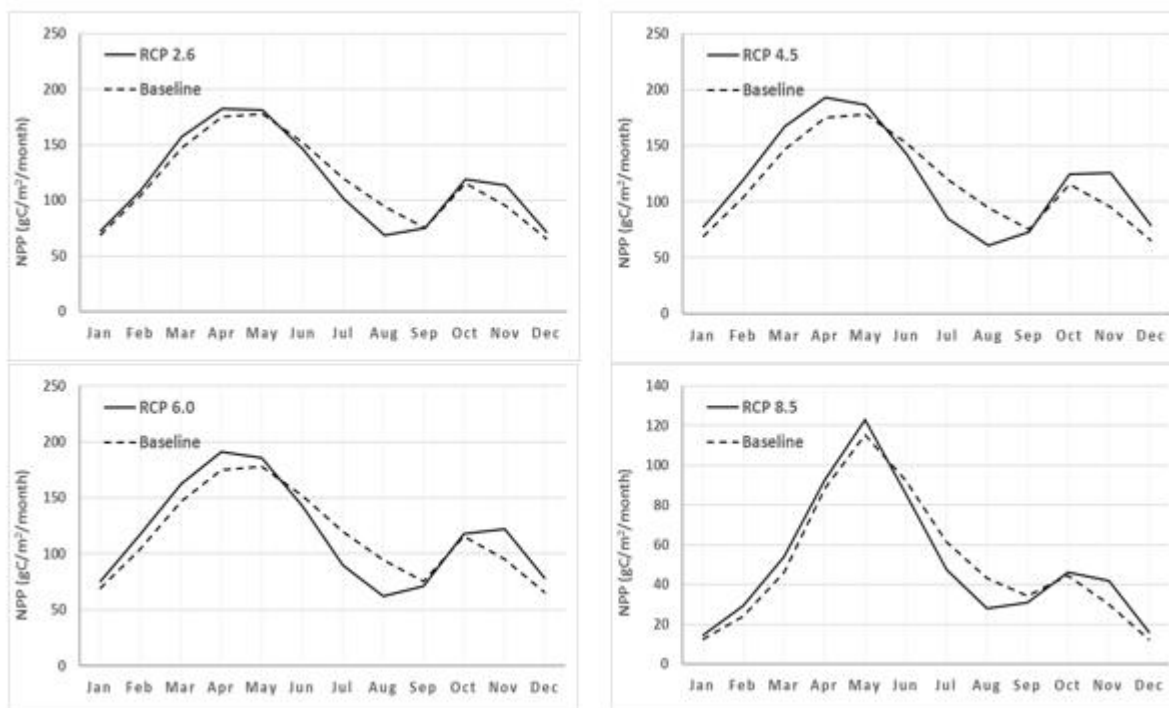 250
RCP 2.6
200
Baseline
150
100
50
0
NPP (gC/m²/month)
Jan Feb Mar Apr May Jun Jul Aug Sep Oct Nov Dec
250
RCP 4.5
200
Baseline
150
100
50
0
NPP (gC/m²/month)
Jan Feb Mar Apr May Jun Jul Aug Sep Oct Nov Dec
250
RCP 6.0
200
Baseline
150
100
50
0
NPP (gC/m²/month)
Jan Feb Mar Apr May Jun Jul Aug Sep Oct Nov Dec
140
RCP 8.5
120
Baseline
100
80
60
40
20
0
NPP (gC/m²/month)
Jan Feb Mar Apr May Jun Jul Aug Sep Oct Nov Dec